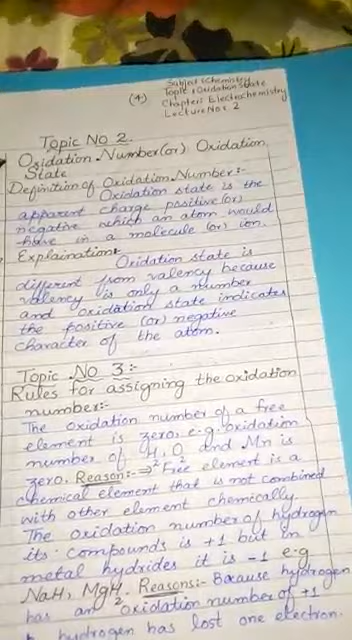 (4)
Subject: Chemistry
Topic: Oxidation State
Chapter: Electrochemistry
Lecture No: 2
Topic NO 2.
Oxidation Number (or) Oxidation
State
Definition of Oxidation Number:-
Oxidation state is the
apparent charge positive (or)
negative which an atom would
have in a molecule (or) ion.
Explaination:-
Oxidation state is
different from valency because
valency is only a number
and oxidation state indicates
the positive (or) negative
character of the atom.
Topic NO 3:-
Rules for assigning the oxidation
number:-
The oxidation number of a free
element is zero, e.g. oxidation
number of H, O2 and Mn is
zero. Reason:-⇒ Free element is a
chemical element that is not combined
with other element chemically.
The oxidation number of hydrogen
its compounds is +1 but in
metal hydrides it is -1 e.g
NaH, MgH2. Reasons:- Because hydrogen
has an oxidation number of +1
hydrogen has lost one electron.